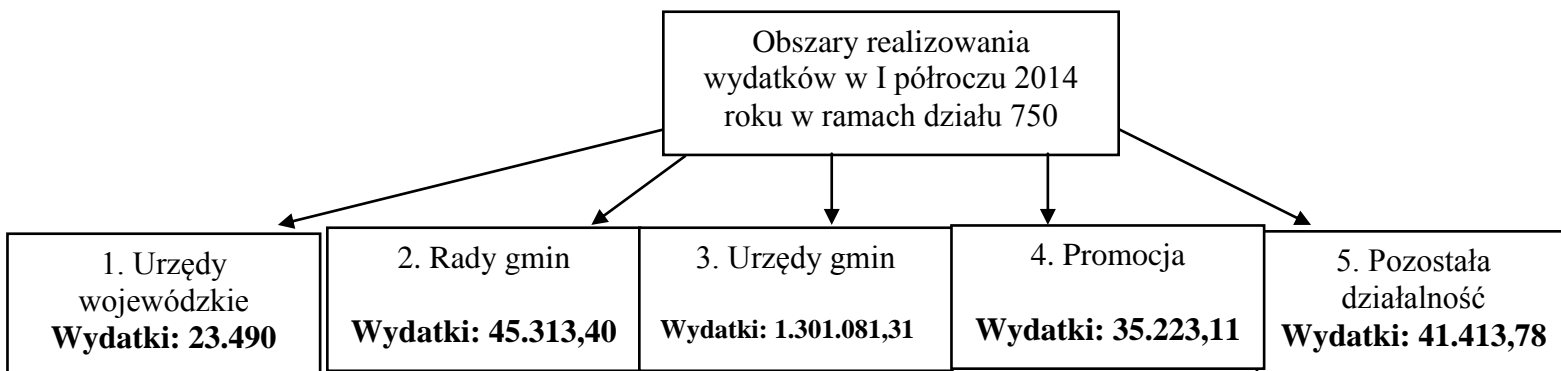 Obszary realizowania
wydatków w I półroczu 2014
roku w ramach działu 750
1. Urzędy
wojewódzkie
Wydatki: 23.490
2. Rady gmin
Wydatki: 45.313,40
3. Urzędy gmin
Wydatki: 1.301.081,31
4. Promocja
Wydatki: 35.223,11
5. Pozostała
działalność
Wydatki: 41.413,78